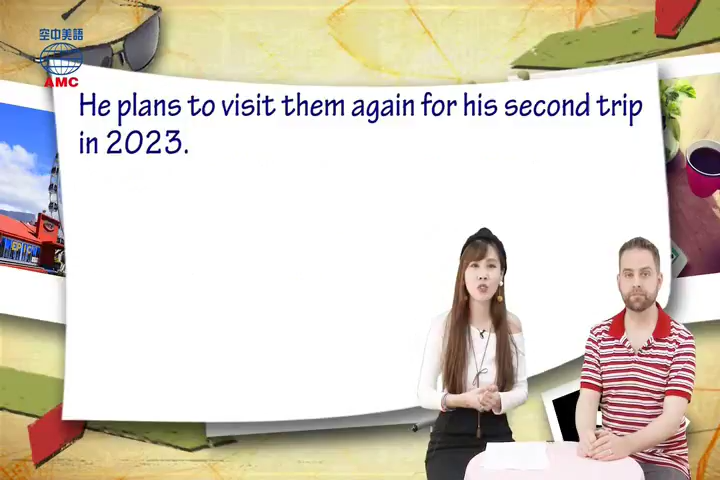 空中美語
AMC
He plans to visit them again for his second trip
in 2023.